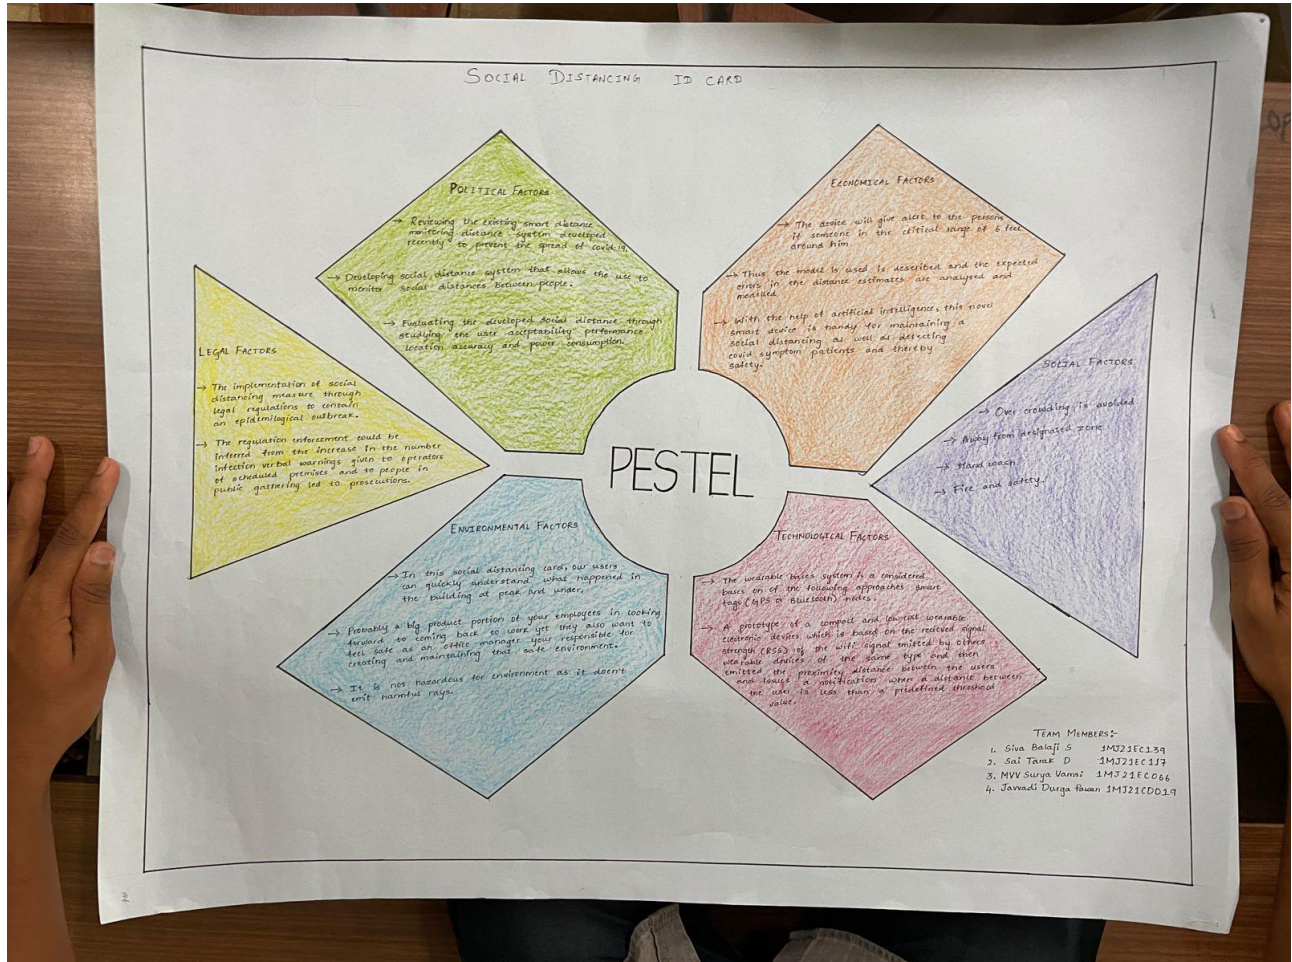 SOCIAL DISTANCING ID CARD
POLITICAL FACTORS
→ Reviewing the existing smart distance
monitoring distance system developed
recently to prevent the spread of covid-19.
→ Developing social distance system that allows the use to
monitor social distances between people.
→ Evaluating the developed social distance through
studying the user acceptability performance
location accuracy and power consumption.
ECONOMICAL FACTORS
→ The device will give alert to the persons
if someone in the critical range of 6 feet
around him
→ Thus the model is used is described and the expected
errors in the distance estimates are analysed and
modelled.
→ With the help of artificial intelligence, this novel
smart device is handy for maintaining a
social distancing as well as detecting
covid symptom patients and thereby
safety.
LEGAL FACTORS
→ The implementation of social
distancing measure through
legal regulations to contain
an epidemilogical outbreak.
→ The regulation enforcement could be
inferred from the increase in the number
infection verbal warnings given to operators
of scheduled premises and to people in
public gathering led to prosecutions.
SOCIAL FACTORS
→ Over crowding is avoided
→ Away from designated zone.
→ Hand
→ Fire and safety.
PESTEL
ENVIRONMENTAL FACTORS
→ In this social distancing card, our users
can quickly understand what happened in
the building at peak and under.
→ Probably a big product portion of your employees in looking
forward to coming back to work yet they also want to
feel safe as an office manager your responsible for
creating and maintaining that safe environment.
→ It is not hazardous for environment as it doen't
emit harmful rays.
TECHNOLOGICAL FACTORS
→ The wearable bases system is a considered
bases on of the following approaches smart
tags (GPS or Bluetooth) nodes.
→ A prototype of a compact and low-cost wearable
electronic devices which is based on the recieved signal
strength (RSS) of the wifi signal emitted by others
wearable devices of the same type and then
emitted the proximity distance between the users
and issues a notification when a distance between
the user is less than a predefined threshold
value.
TEAM MEMBERS:-
1. Siva Balaji S 1MJ21EC139
2. Sai Tarak D 1MJ21EC117
3. MVV Surya Vamsi 1MJ21EC066
4. Javvadi Durga Pawan 1MJ21CD019